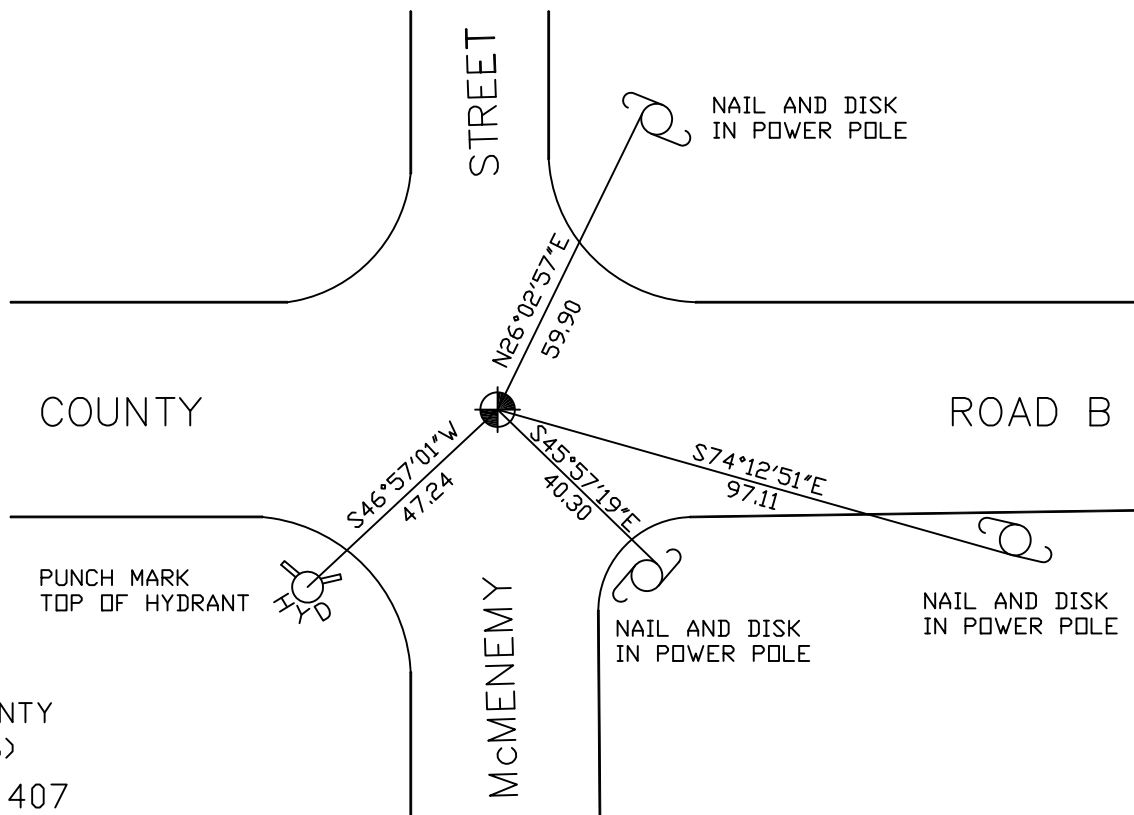 STREET
NAIL AND DISK
IN POWER POLE
N26°02'57"E
59.90
COUNTY
ROAD B
S46°57'01"W
47.24
S45°57'19"E
40.30
S74°12'51"E
97.11
PUNCH MARK
TOP OF HYDRANT
HYD
McMENEMY
NAIL AND DISK
IN POWER POLE
NAIL AND DISK
IN POWER POLE
NTY
)
407